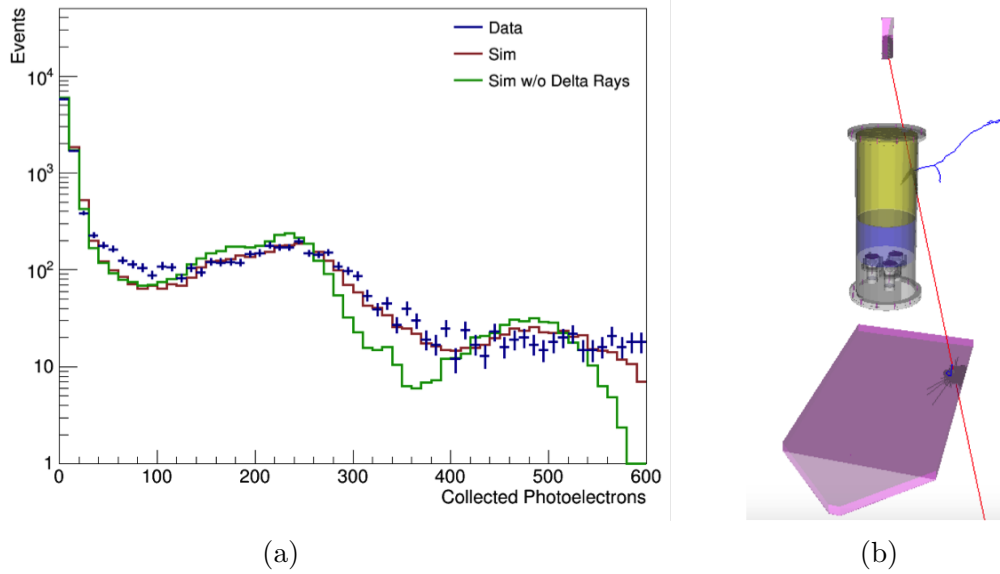 Events
Data
Sim
Sim w/o Delta Rays
10⁴
10³
10²
10
1
0 100 200 300 400 500 600
Collected Photoelectrons
(a) (b)